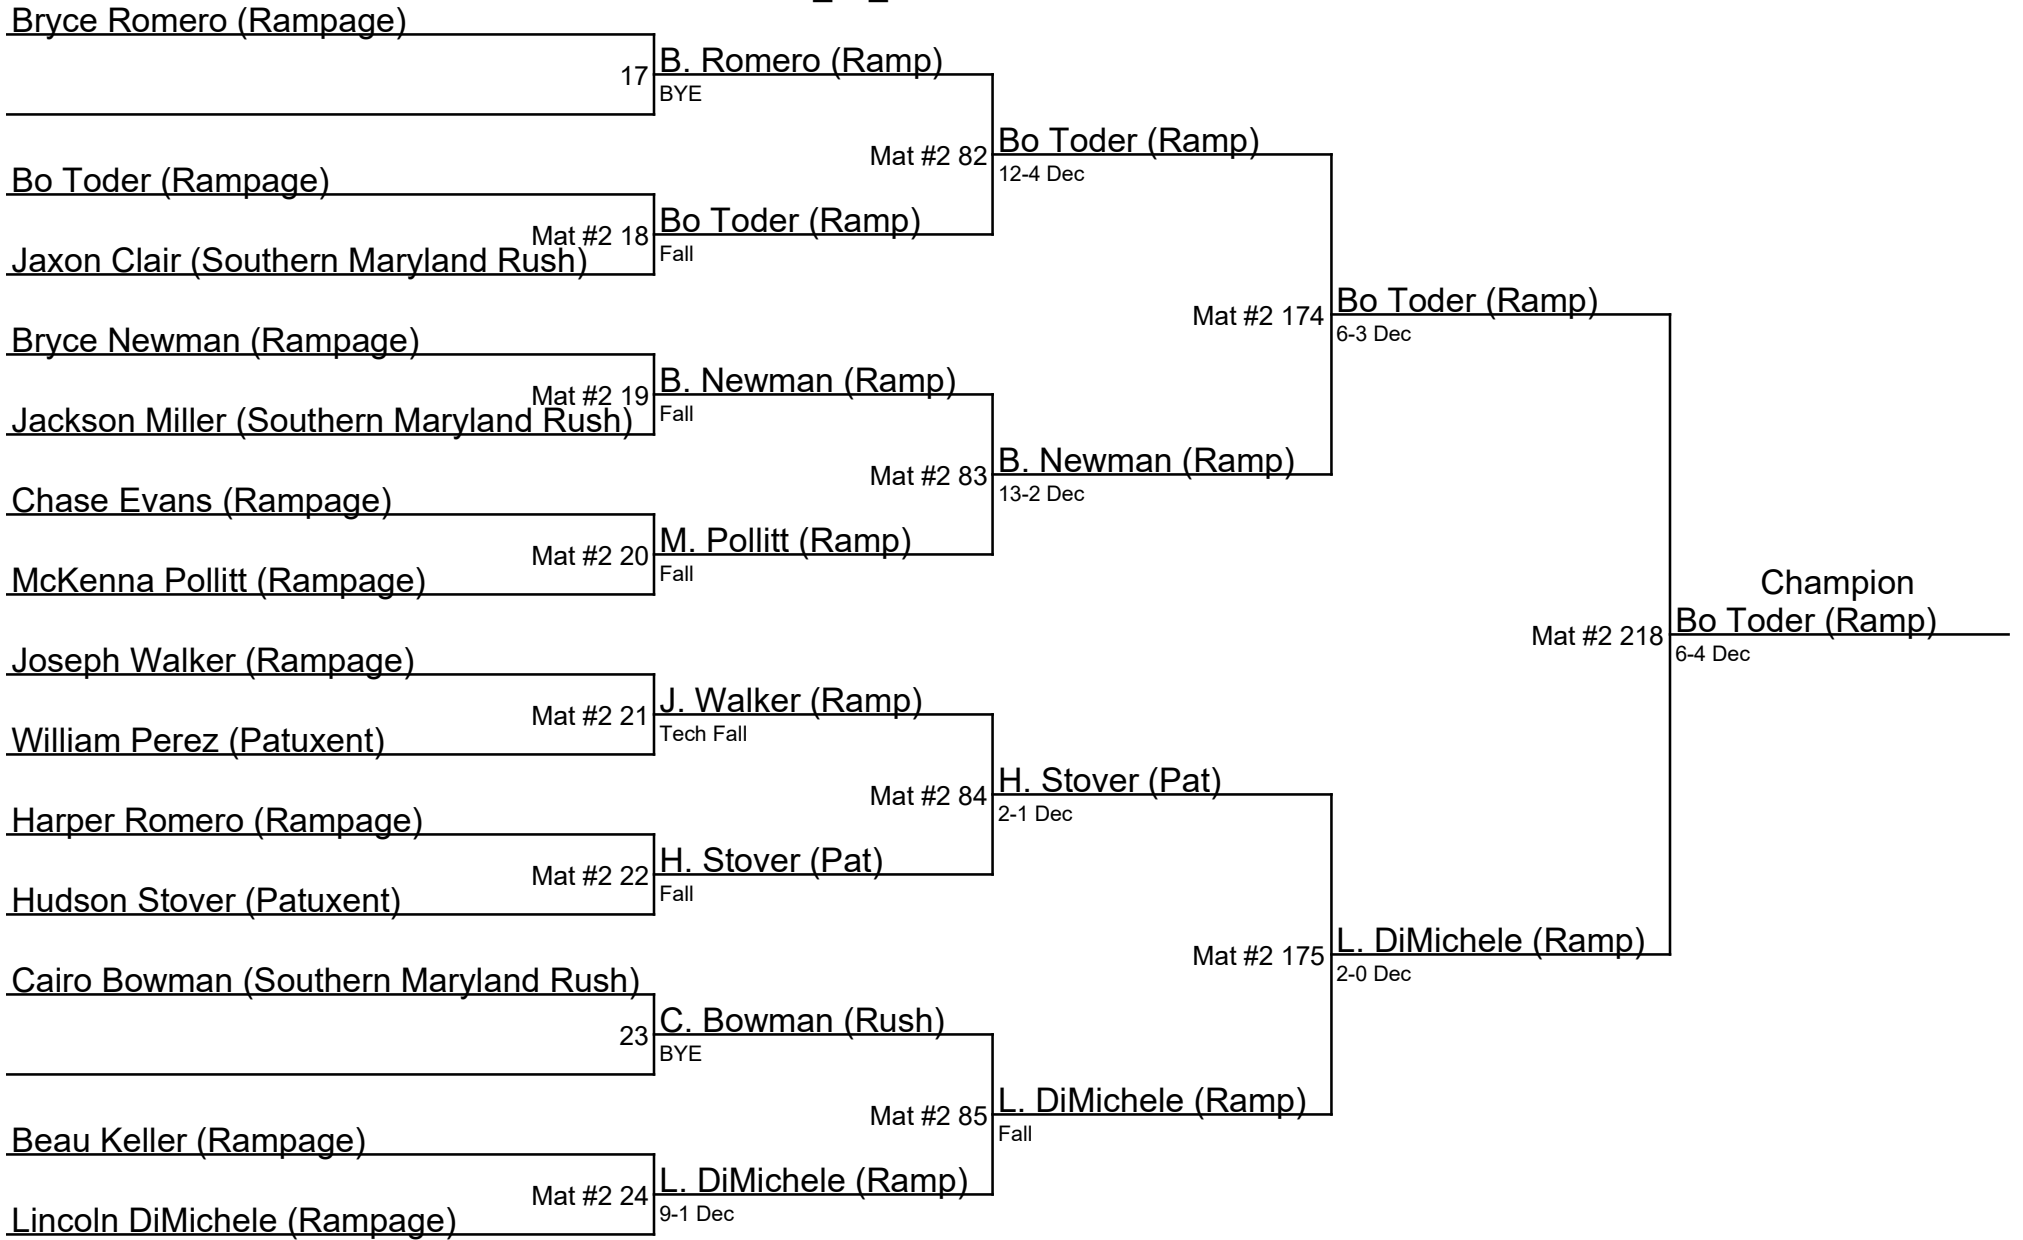 Bryce Romero (Rampage)
17
B. Romero (Ramp)
BYE
Mat #2 82
Bo Toder (Ramp)
12-4 Dec
Bo Toder (Rampage)
Mat #2 18
Bo Toder (Ramp)
Fall
Jaxon Clair (Southern Maryland Rush)
Mat #2 174
Bo Toder (Ramp)
6-3 Dec
Bryce Newman (Rampage)
Mat #2 19
B. Newman (Ramp)
Fall
Jackson Miller (Southern Maryland Rush)
Mat #2 83
B. Newman (Ramp)
13-2 Dec
Chase Evans (Rampage)
Mat #2 20
M. Pollitt (Ramp)
Fall
McKenna Pollitt (Rampage)
Champion
Mat #2 218
Bo Toder (Ramp)
6-4 Dec
Joseph Walker (Rampage)
Mat #2 21
J. Walker (Ramp)
Tech Fall
William Perez (Patuxent)
Mat #2 84
H. Stover (Pat)
2-1 Dec
Harper Romero (Rampage)
Mat #2 22
H. Stover (Pat)
Fall
Hudson Stover (Patuxent)
Mat #2 175
L. DiMichele (Ramp)
2-0 Dec
Cairo Bowman (Southern Maryland Rush)
23
C. Bowman (Rush)
BYE
Mat #2 85
L. DiMichele (Ramp)
Fall
Beau Keller (Rampage)
Mat #2 24
L. DiMichele (Ramp)
9-1 Dec
Lincoln DiMichele (Rampage)